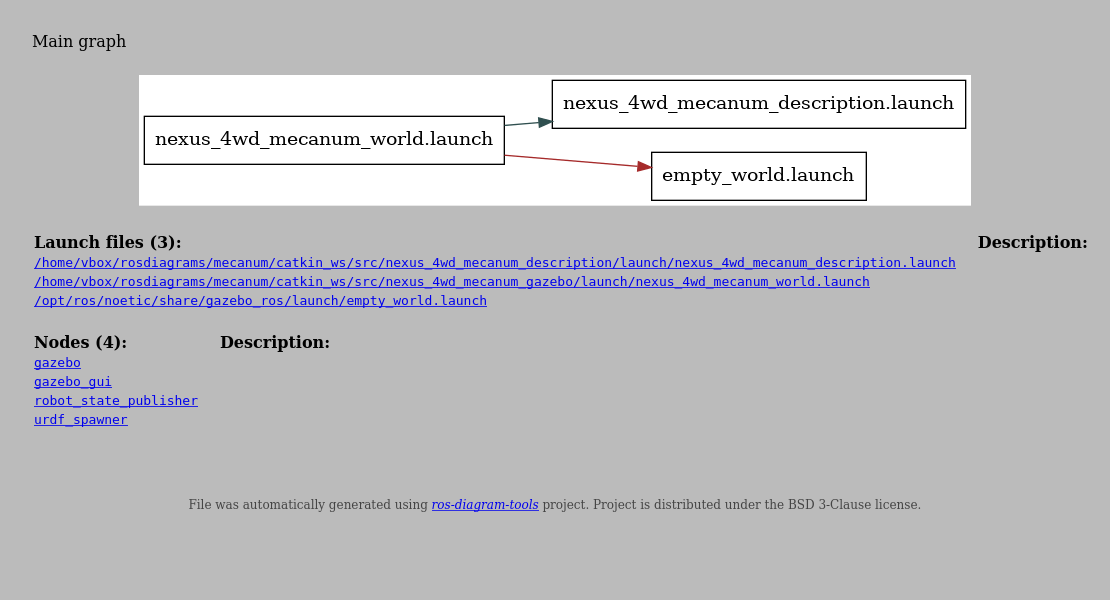 Main graph
nexus_4wd_mecanum_description.launch
nexus_4wd_mecanum_world.launch
empty_world.launch
Launch files (3): Description:
/home/vbox/rosdiagrams/mecanum/catkin_ws/src/nexus_4wd_mecanum_description/launch/nexus_4wd_mecanum_description.launch
/home/vbox/rosdiagrams/mecanum/catkin_ws/src/nexus_4wd_mecanum_gazebo/launch/nexus_4wd_mecanum_world.launch
/opt/ros/noetic/share/gazebo_ros/launch/empty_world.launch
Nodes (4): Description:
gazebo
gazebo_gui
robot_state_publisher
urdf_spawner
File was automatically generated using ros-diagram-tools project. Project is distributed under the BSD 3-Clause license.